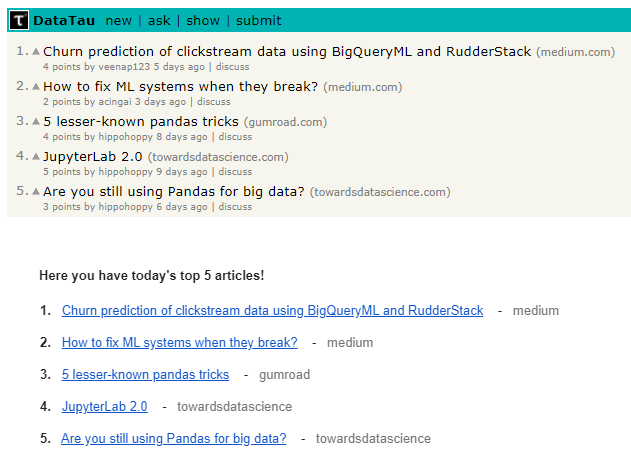 τ DataTau new | ask | show | submit
1. Churn prediction of clickstream data using BigQueryML and RudderStack (medium.com)
4 points by veenap123 5 days ago | discuss
2. How to fix ML systems when they break? (medium.com)
2 points by acingai 3 days ago | discuss
3. 5 lesser-known pandas tricks (gumroad.com)
4 points by hippohoppy 8 days ago | discuss
4. JupyterLab 2.0 (towardsdatascience.com)
5 points by hippohoppy 9 days ago | discuss
5. Are you still using Pandas for big data? (towardsdatascience.com)
3 points by hippohoppy 6 days ago | discuss
Here you have today's top 5 articles!
1. Churn prediction of clickstream data using BigQueryML and RudderStack - medium
2. How to fix ML systems when they break? - medium
3. 5 lesser-known pandas tricks - gumroad
4. JupyterLab 2.0 - towardsdatascience
5. Are you still using Pandas for big data? - towardsdatascience